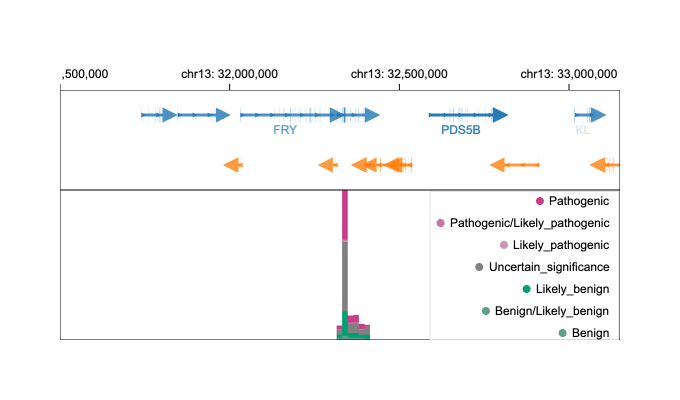 ,500,000 chr13: 32,000,000 chr13: 32,500,000 chr13: 33,000,000
FRY PDS5B KL
Pathogenic
Pathogenic/Likely_pathogenic
Likely_pathogenic
Uncertain_significance
Likely_benign
Benign/Likely_benign
Benign